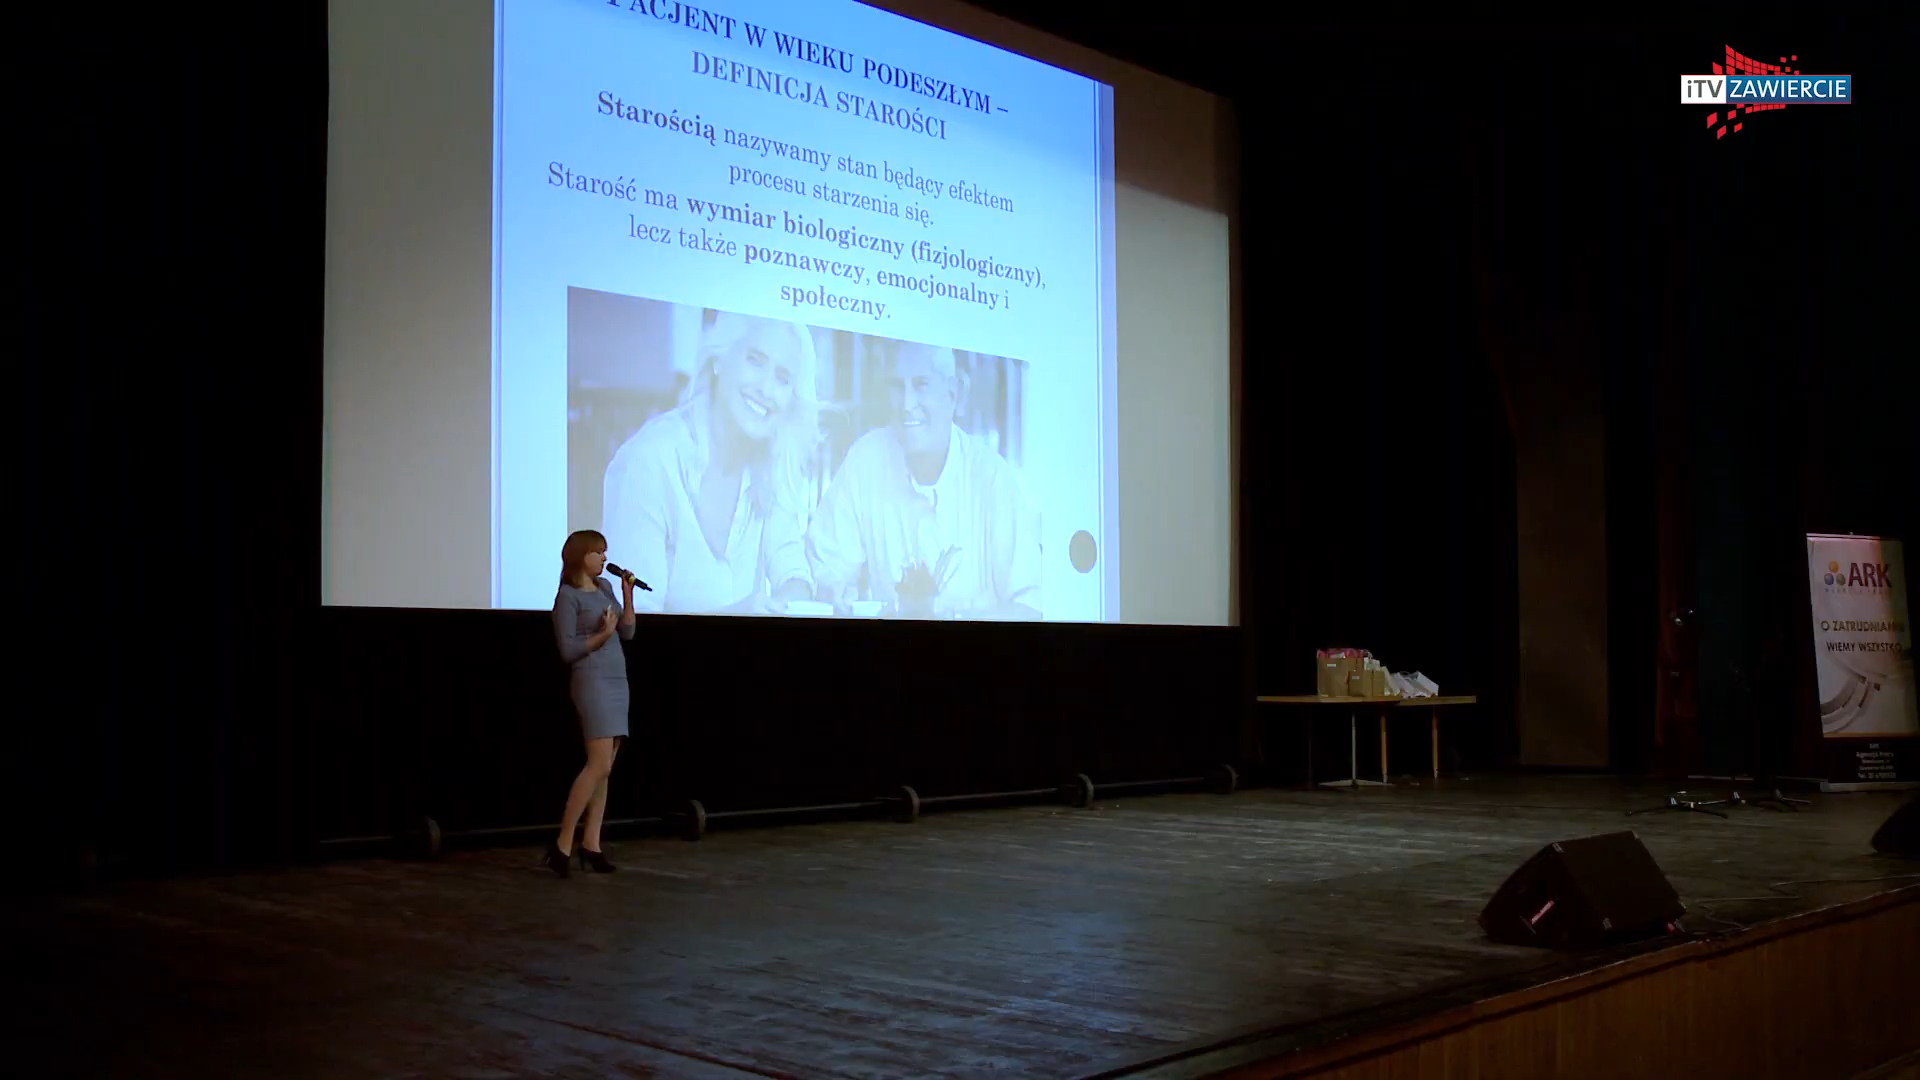 PACJENT W WIEKU PODESZŁYM –
DEFINICJA STAROŚCI
Starością nazywamy stan będący efektem
procesu starzenia się.
Starość ma wymiar biologiczny (fizjologiczny),
lecz także poznawczy, emocjonalny i
społeczny.
iTV ZAWIERCIE
ARK
O ZATRUDNIANIU
WIEMY WSZYSTKO
ARK